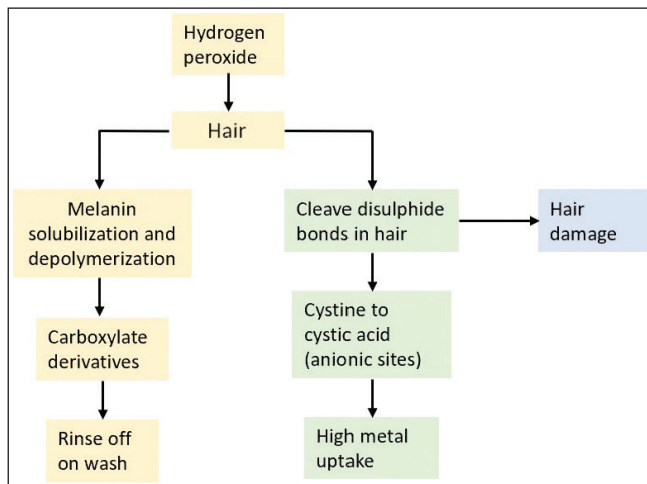 Hydrogen
peroxide
Hair
Melanin
solubilization and
depolymerization
Cleave disulphide
bonds in hair
Hair
damage
Carboxylate
derivatives
Cystine to
cystic acid
(anionic sites)
Rinse off
on wash
High metal
uptake